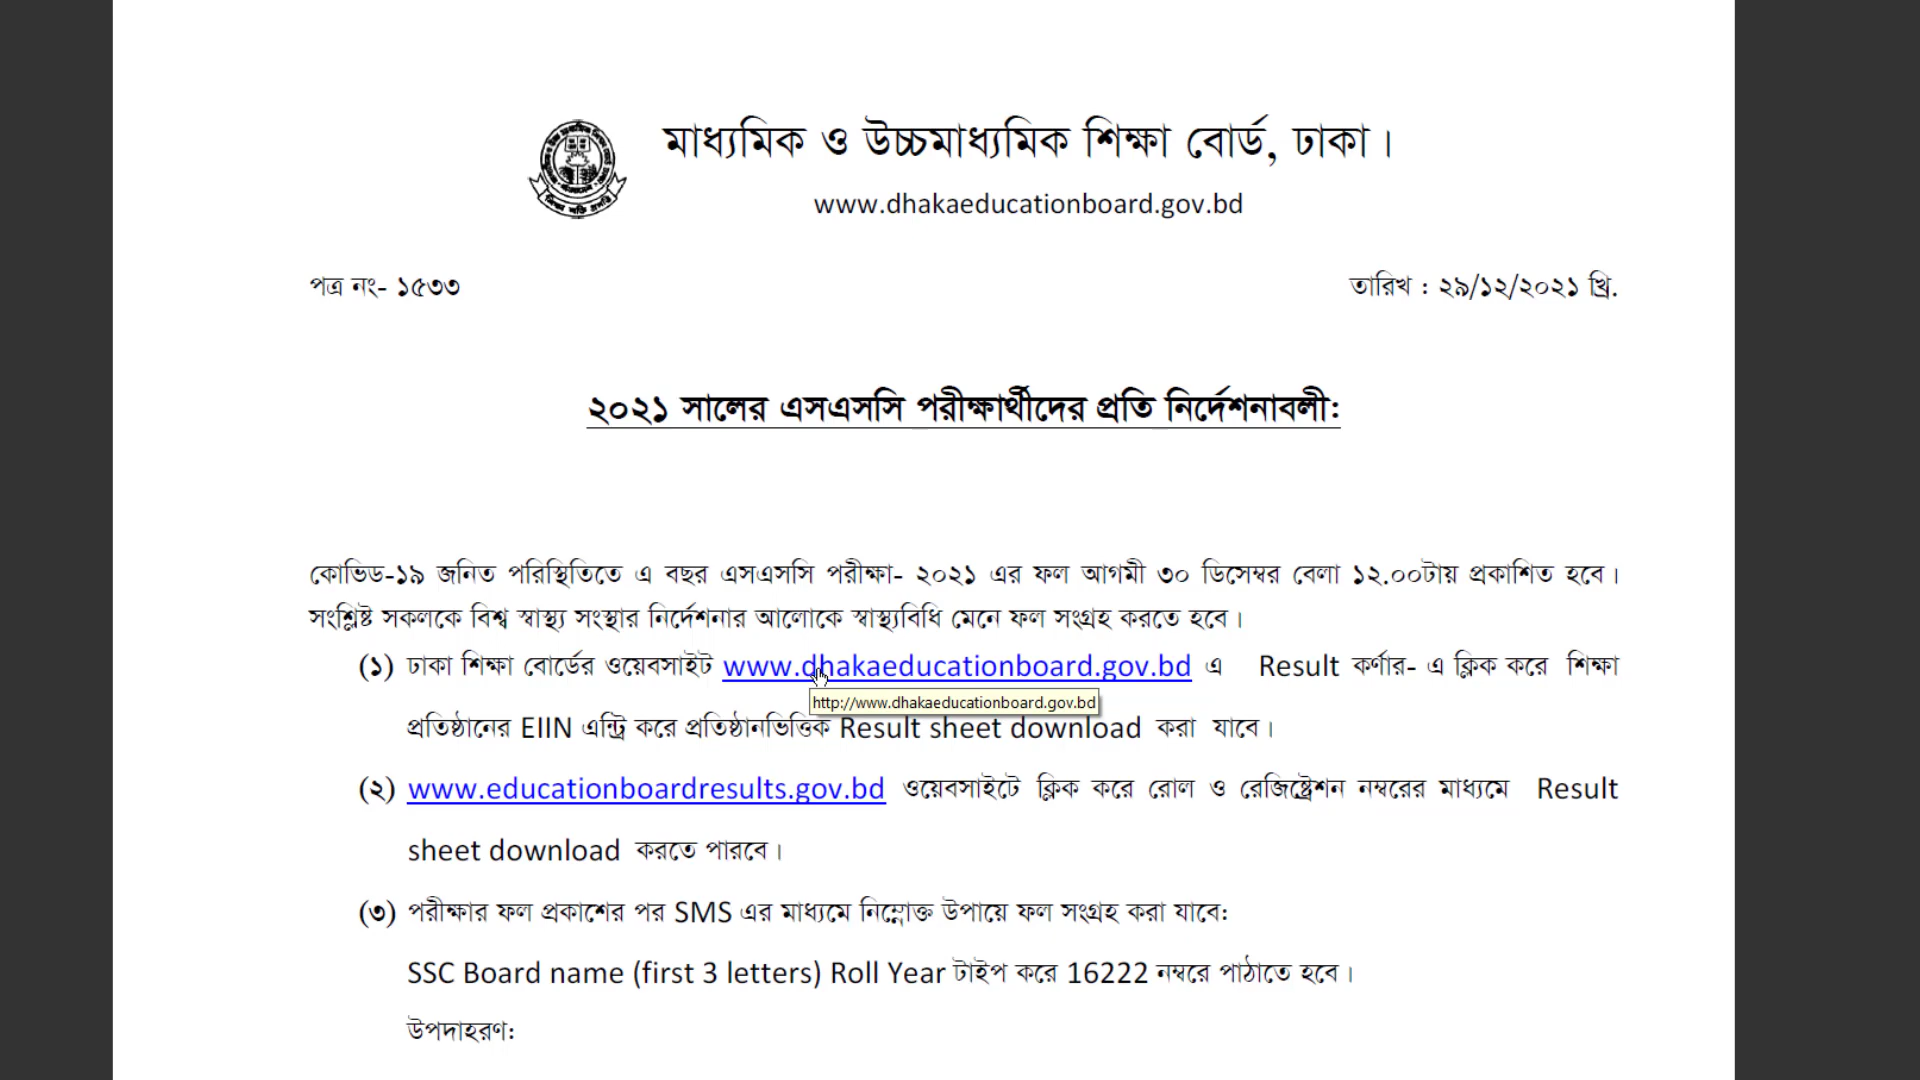 মাধ্যমিক ও উচ্চমাধ্যমিক শিক্ষা বোর্ড, ঢাকা।
www.dhakaeducationboard.gov.bd
পত্র নং- ১৫৩৩ তারিখ : ২৯/১২/২০২১ খ্রি.
২০২১ সালের এসএসসি পরীক্ষার্থীদের প্রতি নির্দেশনাবলী:
কোভিড-১৯ জনিত পরিস্থিতিতে এ বছর এসএসসি পরীক্ষা- ২০২১ এর ফল আগমী ৩০ ডিসেম্বর বেলা ১২.০০টায় প্রকাশিত হবে।
সংশ্লিষ্ট সকলকে বিশ্ব স্বাস্থ্য সংস্থার নির্দেশনার আলোকে স্বাস্থ্যবিধি মেনে ফল সংগ্রহ করতে হবে।
(১) ঢাকা শিক্ষা বোর্ডের ওয়েবসাইট www.dhakaeducationboard.gov.bd এ Result কর্ণার- এ ক্লিক করে শিক্ষা
http://www.dhakaeducationboard.gov.bd
প্রতিষ্ঠানের EIIN এন্ট্রি করে প্রতিষ্ঠানভিত্তিক Result sheet download করা যাবে।
(২) www.educationboardresults.gov.bd ওয়েবসাইটে ক্লিক করে রোল ও রেজিষ্ট্রেশন নম্বরের মাধ্যমে Result
sheet download করতে পারবে।
(৩) পরীক্ষার ফল প্রকাশের পর SMS এর মাধ্যমে নিম্নোক্ত উপায়ে ফল সংগ্রহ করা যাবে:
SSC Board name (first 3 letters) Roll Year টাইপ করে 16222 নম্বরে পাঠাতে হবে।
উপদাহরণ: